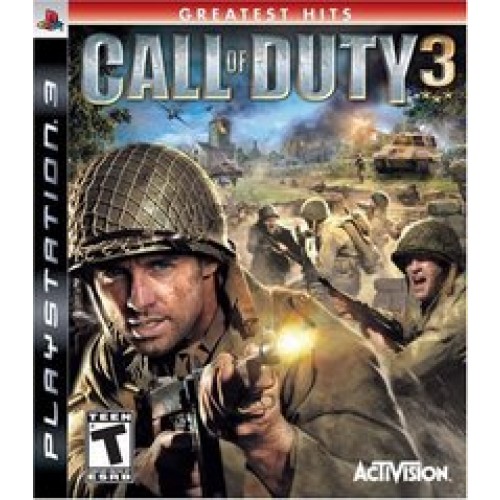 GREATEST HITS
CALL OF DUTY 3
PLAYSTATION 3
TEEN
T
ESRB
ACTIVISION